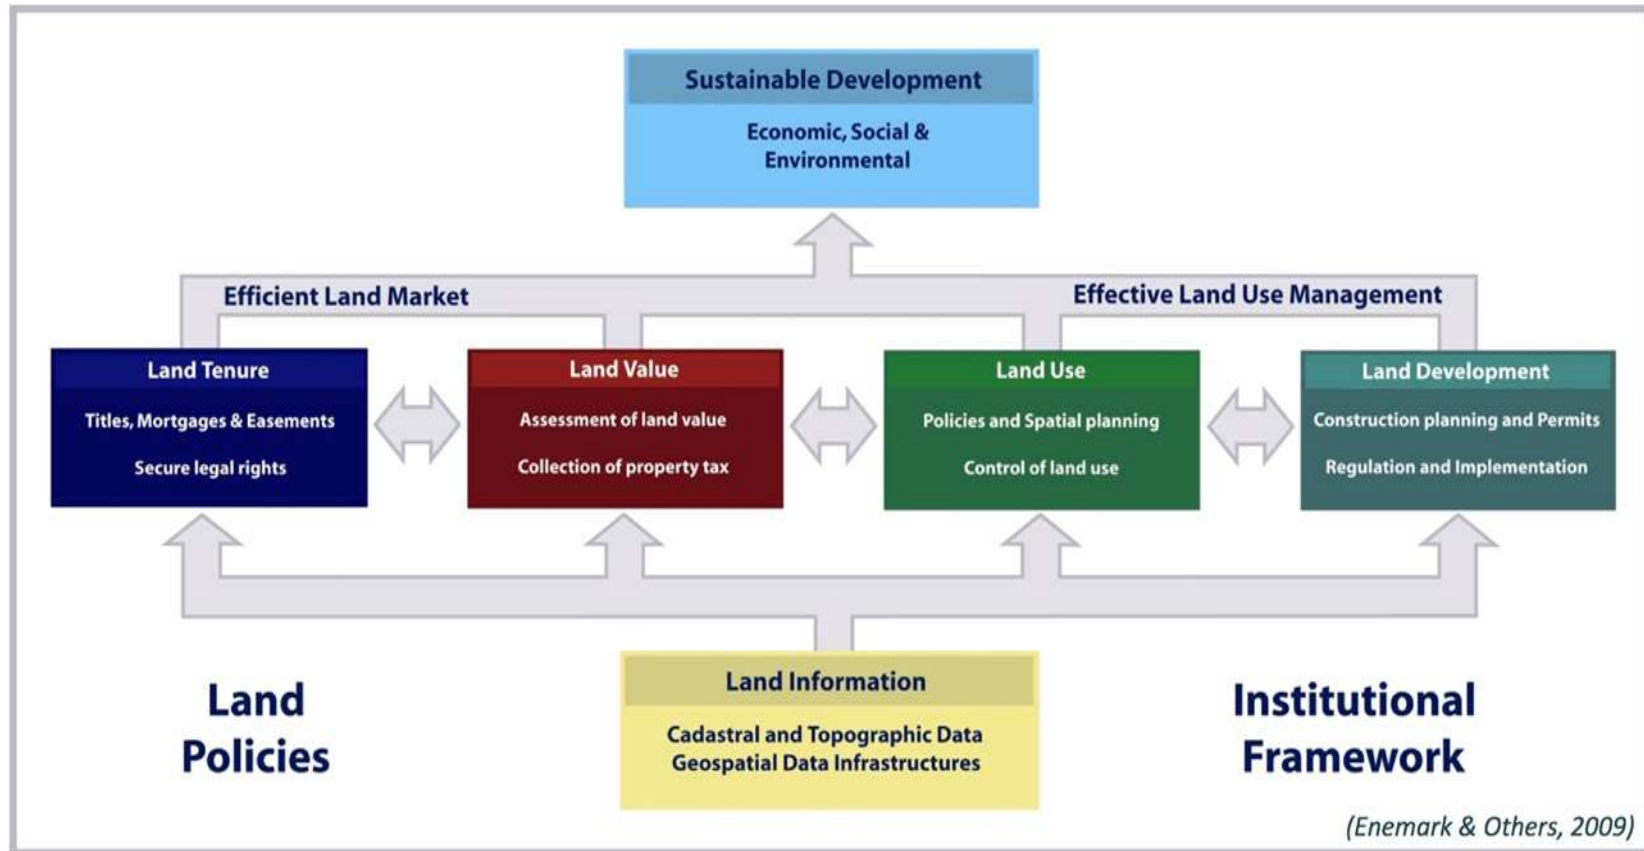 Sustainable Development
Economic, Social &
Environmental
Efficient Land Market
Effective Land Use Management
Land Tenure
Titles, Mortgages & Easements
Secure legal rights
Land Value
Assessment of land value
Collection of property tax
Land Use
Policies and Spatial planning
Control of land use
Land Development
Construction planning and Permits
Regulation and Implementation
Land
Policies
Land Information
Cadastral and Topographic Data
Geospatial Data Infrastructures
Institutional
Framework
(Enemark & Others, 2009)